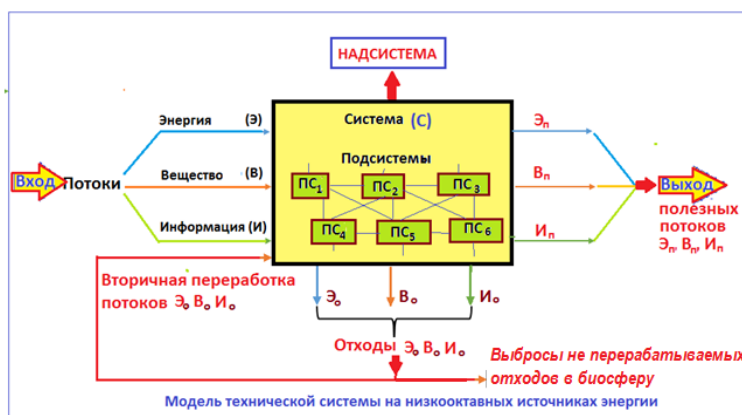 НАДСИСТЕМА
Энергия (Э)
Система (С)
Эп
Подсистемы
Вход
Потоки
Вещество (В)
ПС1 ПС2 ПС3
Вп
Выход
полезных
потоков
Эп, Вп, Ип
Информация (И)
ПС4 ПС5 ПС6
Ип
Вторичная переработка
потоков Эо Во Ио
Эо Во Ио
Отходы Эо Во Ио
Выбросы не перерабатываемых
отходов в биосферу
Модель технической системы на низкооктавных источниках энергии